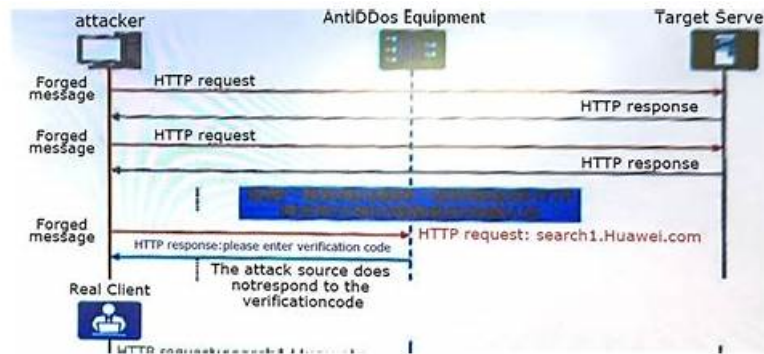 attacker
AntiDDos Equipment
Target Serve
Forged
message
HTTP request
HTTP response
Forged
message
HTTP request
HTTP response
Forged
message
HTTP request: search1.Huawei.com
HTTP response:please enter verification code
The attack source does
notrespond to the
verificationcode
Real Client